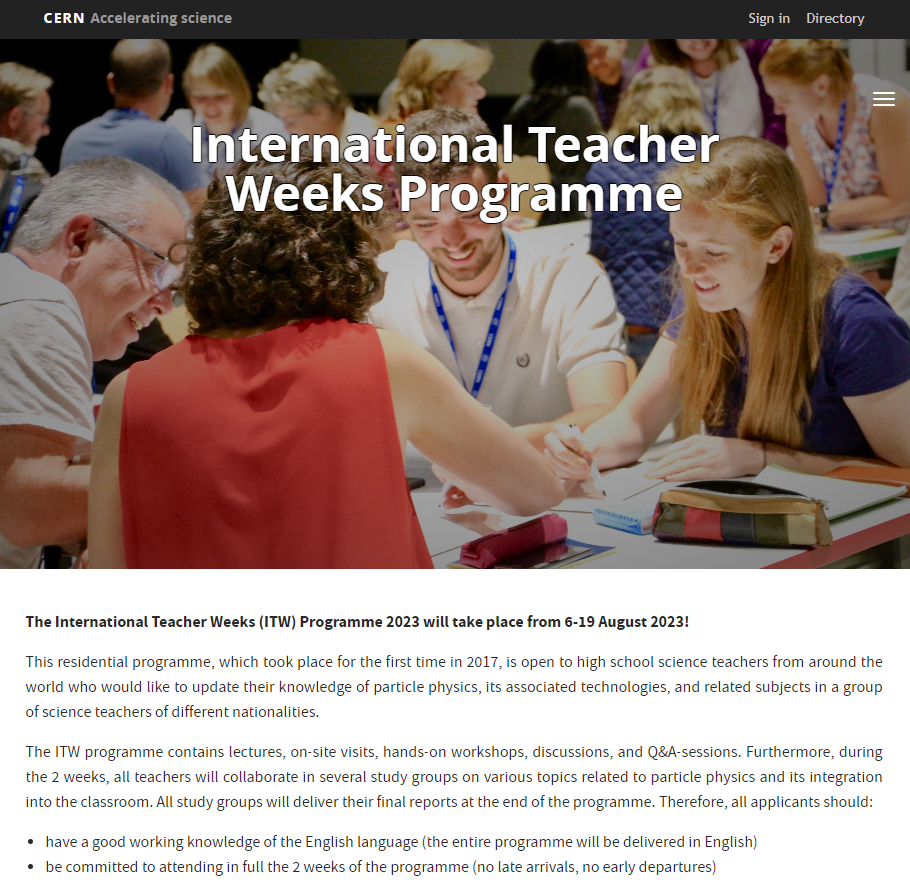 CERN Accelerating science
Sign in Directory
International Teacher
Weeks Programme
The International Teacher Weeks (ITW) Programme 2023 will take place from 6-19 August 2023!
This residential programme, which took place for the first time in 2017, is open to high school science teachers from around the
world who would like to update their knowledge of particle physics, its associated technologies, and related subjects in a group
of science teachers of different nationalities.
The ITW programme contains lectures, on-site visits, hands-on workshops, discussions, and Q&A-sessions. Furthermore, during
the 2 weeks, all teachers will collaborate in several study groups on various topics related to particle physics and its integration
into the classroom. All study groups will deliver their final reports at the end of the programme. Therefore, all applicants should:
• have a good working knowledge of the English language (the entire programme will be delivered in English)
• be committed to attending in full the 2 weeks of the programme (no late arrivals, no early departures)